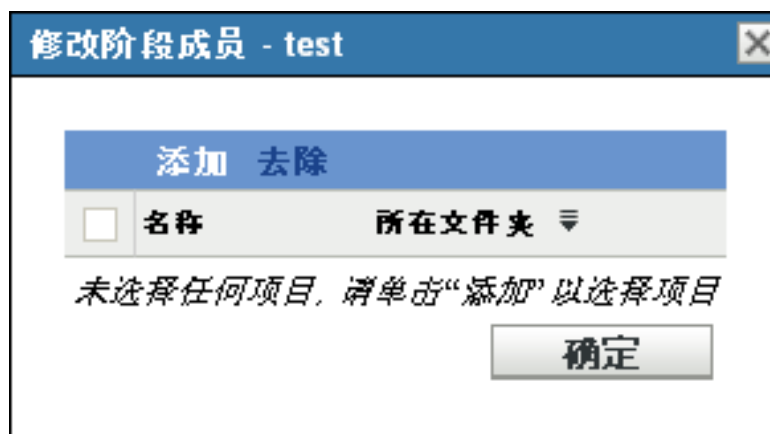 修改阶段成员 - test
添加 去除
名称 所在文件夹
未选择任何项目, 请单击“添加”以选择项目
确定